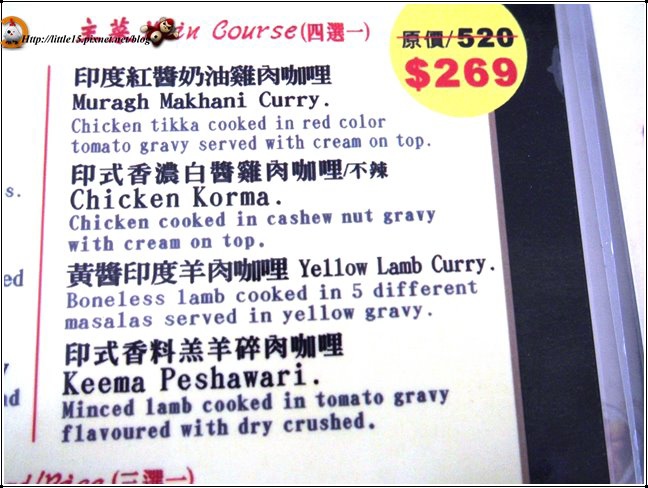 Http://little15.pixnet.net/blog
主菜 Main Course(四選一)
原價/520
$269
印度紅醬奶油雞肉咖哩
Muragh Makhani Curry.
Chicken tikka cooked in red color
tomato gravy served with cream on top.
印式香濃白醬雞肉咖哩/不辣
Chicken Korma.
Chicken cooked in cashew nut gravy
with cream on top.
黃醬印度羊肉咖哩 Yellow Lamb Curry.
Boneless lamb cooked in 5 different
masalas served in yellow gravy.
印式香料羔羊碎肉咖哩
Keema Peshawari.
Minced lamb cooked in tomato gravy
flavoured with dry crushed.
/Rice(三選一)